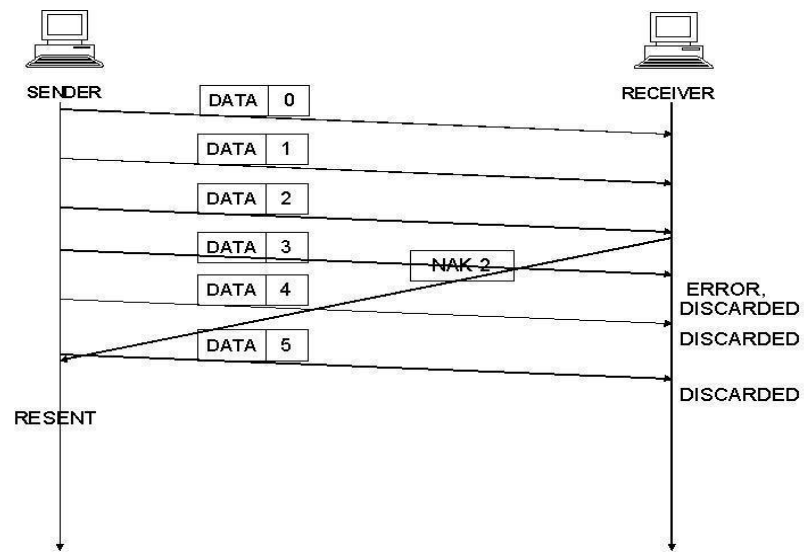 SENDER
RECEIVER
DATA 0
DATA 1
DATA 2
DATA 3
NAK 2
DATA 4
ERROR,
DISCARDED
DISCARDED
DATA 5
DISCARDED
RESENT